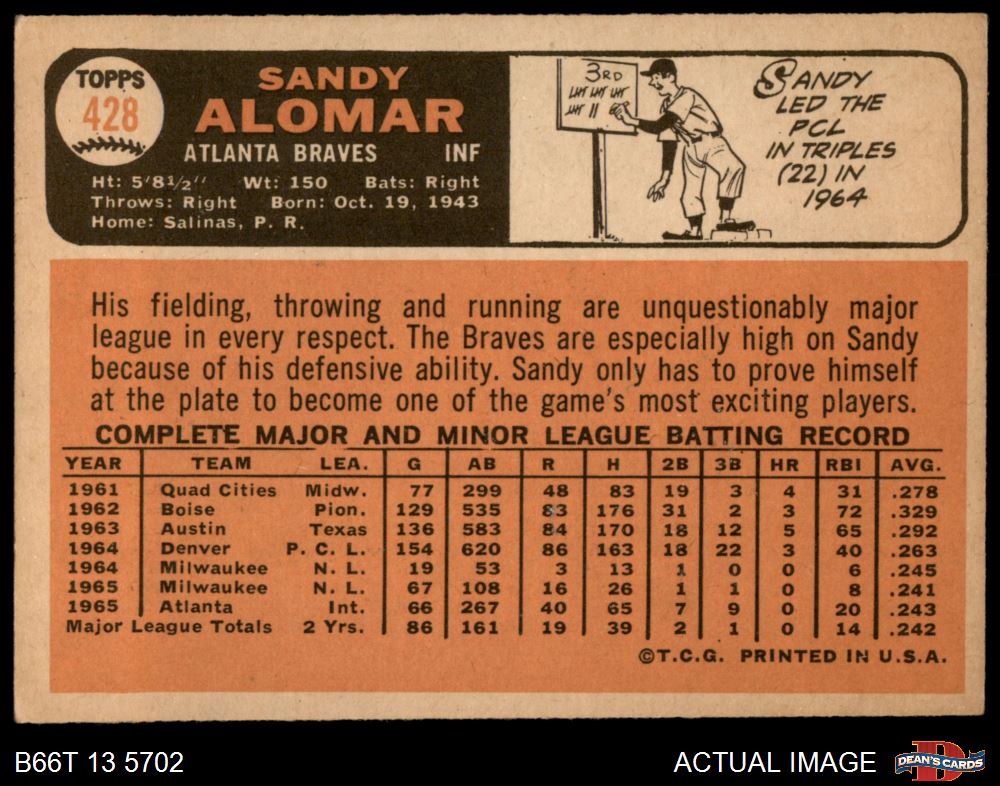 TOPPS
428
SANDY
ALOMAR
ATLANTA BRAVES INF
Ht: 5'8½" Wt: 150 Bats: Right
Throws: Right Born: Oct. 19, 1943
Home: Salinas, P. R.
3RD
SANDY
LED THE
PCL
IN TRIPLES
(22) IN
1964
His fielding, throwing and running are unquestionably major
league in every respect. The Braves are especially high on Sandy
because of his defensive ability. Sandy only has to prove himself
at the plate to become one of the game's most exciting players.
COMPLETE MAJOR AND MINOR LEAGUE BATTING RECORD
YEAR TEAM LEA. G AB R H 2B 3B HR RBI AVG.
1961 Quad Cities Midw. 77 299 48 83 19 3 4 31 .278
1962 Boise Pion. 129 535 83 176 31 2 3 72 .329
1963 Austin Texas 136 583 84 170 18 12 5 65 .292
1964 Denver P. C. L. 154 620 86 163 18 22 3 40 .263
1964 Milwaukee N. L. 19 53 3 13 1 0 0 6 .245
1965 Milwaukee N. L. 67 108 16 26 1 1 0 8 .241
1965 Atlanta Int. 66 267 40 65 7 9 0 20 .243
Major League Totals 2 Yrs. 86 161 19 39 2 1 0 14 .242
©T.C.G. PRINTED IN U.S.A.
B66T 13 5702
ACTUAL IMAGE
DEAN'S CARDS